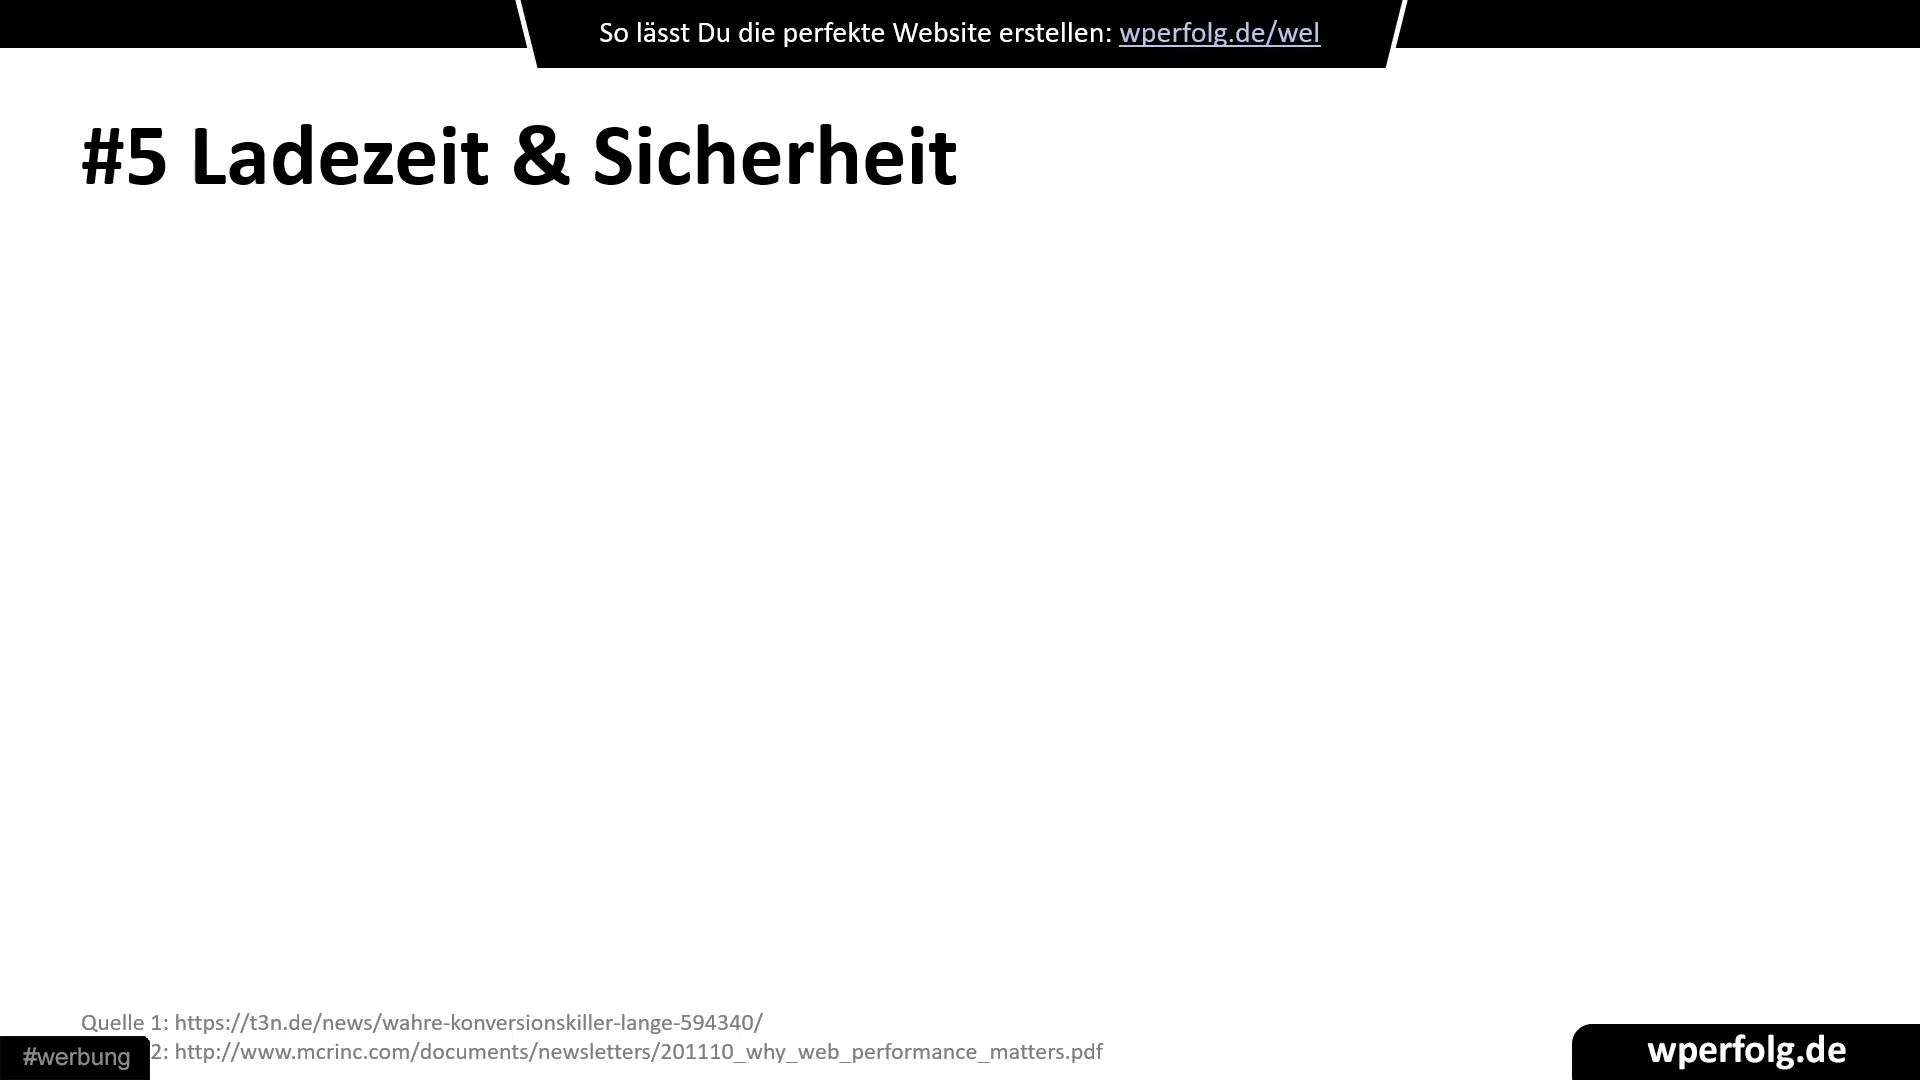 So lässt Du die perfekte Website erstellen: wperfolg.de/wel
#5 Ladezeit & Sicherheit
Quelle 1: https://t3n.de/news/wahre-konversionskiller-lange-594340/
2: http://www.mcrinc.com/documents/newsletters/201110_why_web_performance_matters.pdf
#werbung
wperfolg.de